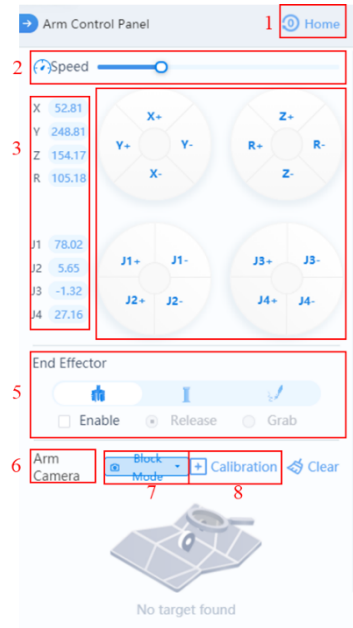 Arm Control Panel 1 Home
2 Speed
3
X 52.81
Y 248.81
Z 154.17
R 105.18
J1 78.02
J2 5.65
J3 -1.32
J4 27.16
X+
Y+ Y-
X-
Z+
R+ R-
Z-
J1+ J1-
J2+ J2-
J3+ J3-
J4+ J4-
End Effector
5
Enable Release Grab
6 Arm
Camera
Block
Mode
Calibration Clear
7 8
No target found